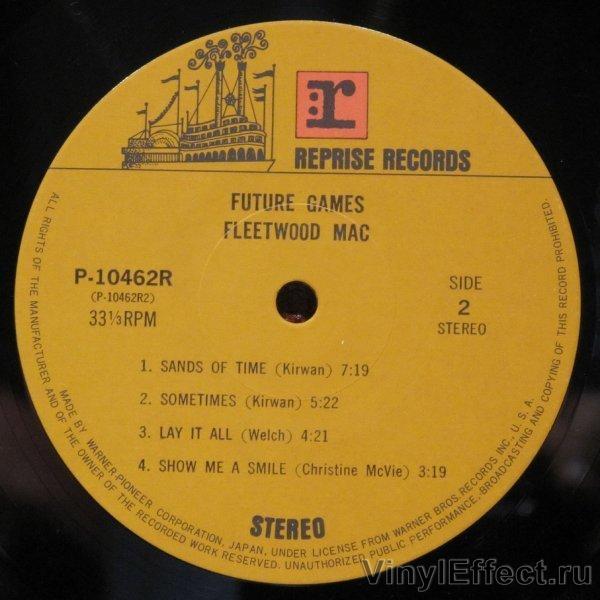 r
REPRISE RECORDS
FUTURE GAMES
FLEETWOOD MAC
P-10462R
(P-10462R2)
33⅓RPM
SIDE
2
STEREO
1. SANDS OF TIME (Kirwan) 7:19
2. SOMETIMES (Kirwan) 5:22
3. LAY IT ALL (Welch) 4:21
4. SHOW ME A SMILE (Christine McVie) 3:19
STEREO
ALL RIGHTS OF THE MANUFACTURER AND OF THE OWNER OF THE RECORDED WORK RESERVED. UNAUTHORIZED PUBLIC PERFORMANCE, BROADCASTING AND COPYING OF THIS RECORD PROHIBITED.
MADE BY WARNER-PIONEER CORPORATION, JAPAN, UNDER LICENSE FROM WARNER BROS. RECORDS INC., U. S. A.
VinylEffect.ru